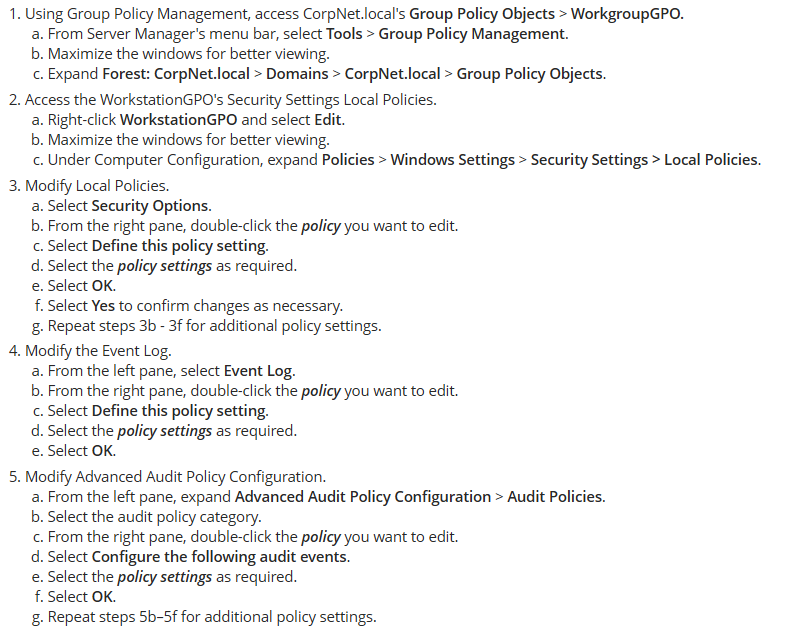 1. Using Group Policy Management, access CorpNet.local's Group Policy Objects > WorkgroupGPO.
a. From Server Manager's menu bar, select Tools > Group Policy Management.
b. Maximize the windows for better viewing.
c. Expand Forest: CorpNet.local > Domains > CorpNet.local > Group Policy Objects.
2. Access the WorkstationGPO's Security Settings Local Policies.
a. Right-click WorkstationGPO and select Edit.
b. Maximize the windows for better viewing.
c. Under Computer Configuration, expand Policies > Windows Settings > Security Settings > Local Policies.
3. Modify Local Policies.
a. Select Security Options.
b. From the right pane, double-click the policy you want to edit.
c. Select Define this policy setting.
d. Select the policy settings as required.
e. Select OK.
f. Select Yes to confirm changes as necessary.
g. Repeat steps 3b - 3f for additional policy settings.
4. Modify the Event Log.
a. From the left pane, select Event Log.
b. From the right pane, double-click the policy you want to edit.
c. Select Define this policy setting.
d. Select the policy settings as required.
e. Select OK.
5. Modify Advanced Audit Policy Configuration.
a. From the left pane, expand Advanced Audit Policy Configuration > Audit Policies.
b. Select the audit policy category.
c. From the right pane, double-click the policy you want to edit.
d. Select Configure the following audit events.
e. Select the policy settings as required.
f. Select OK.
g. Repeat steps 5b–5f for additional policy settings.